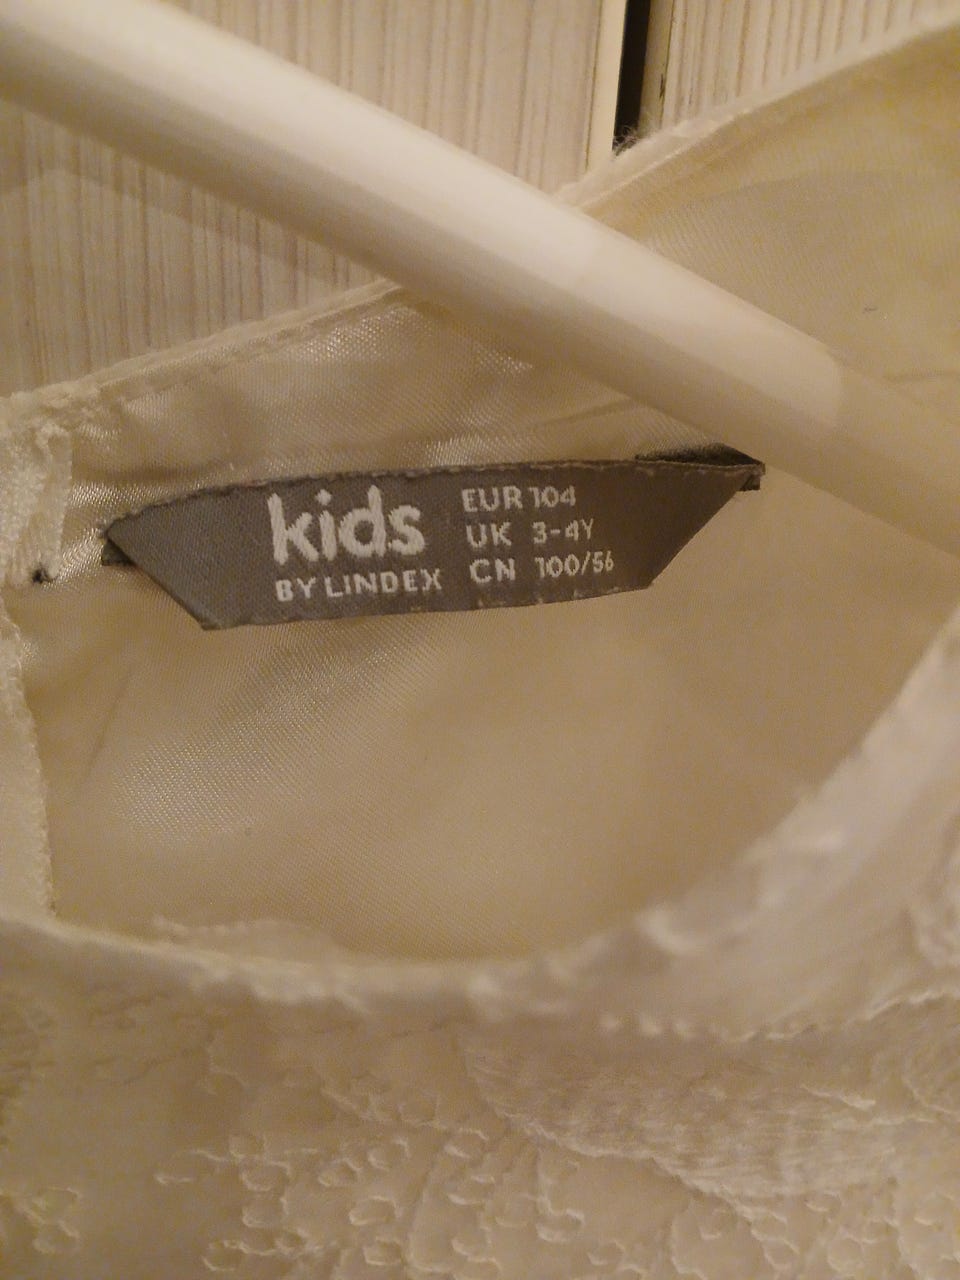 kids
BY LINDEX
EUR 104
UK 3-4Y
CN 100/56